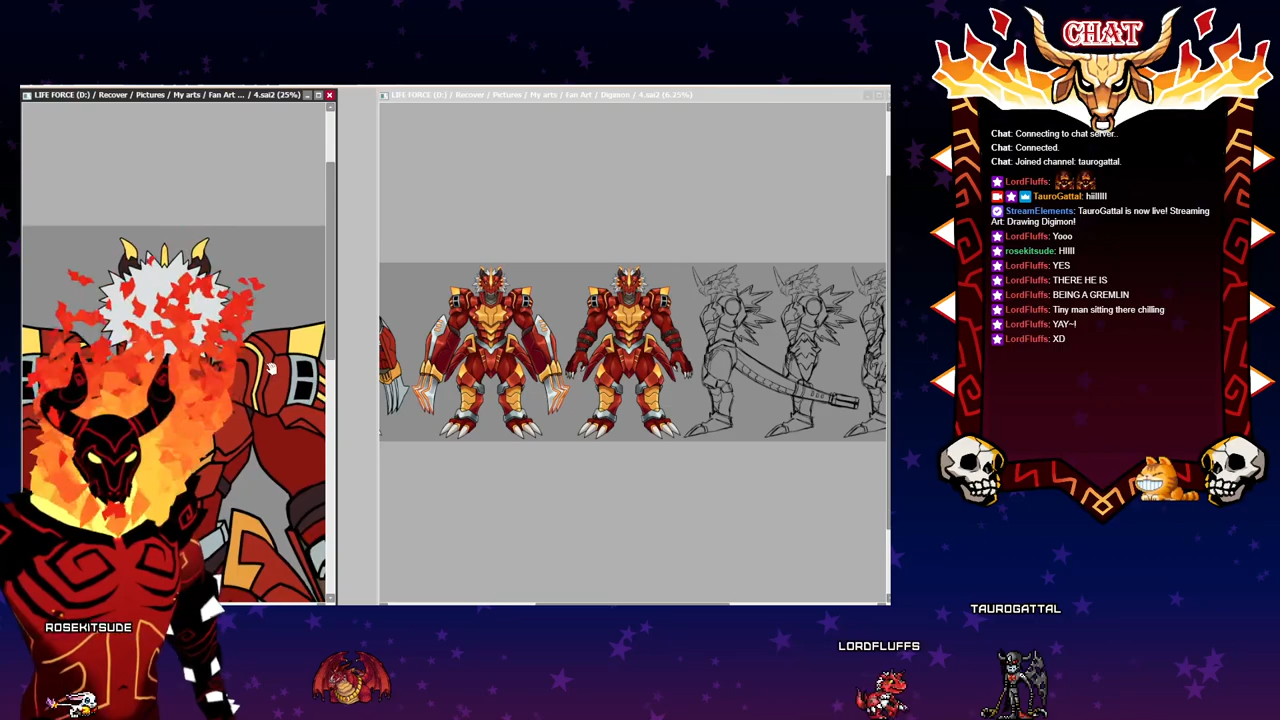 CHAT
LIFE FORCE (D:) / Recover / Pictures / My arts / Fan Art ... / 4.sai2 (25%)
LIFE FORCE (D:) / Recover / Pictures / My arts / Fan Art / Digimon / 4.sai2 (6.25%)
Chat: Connecting to chat server..
Chat: Connected.
Chat: Joined channel: taurogattal.
LordFluffs:
TauroGattal: hiillllll
StreamElements: TauroGattal is now live! Streaming
Art: Drawing Digimon!
LordFluffs: Yooo
rosekitsude: HIIII
LordFluffs: YES
LordFluffs: THERE HE IS
LordFluffs: BEING A GREMLIN
LordFluffs: Tiny man sitting there chilling
LordFluffs: YAY~!
LordFluffs: XD
TAUROGATTAL
ROSEKITSUDE
LORDFLUFFS